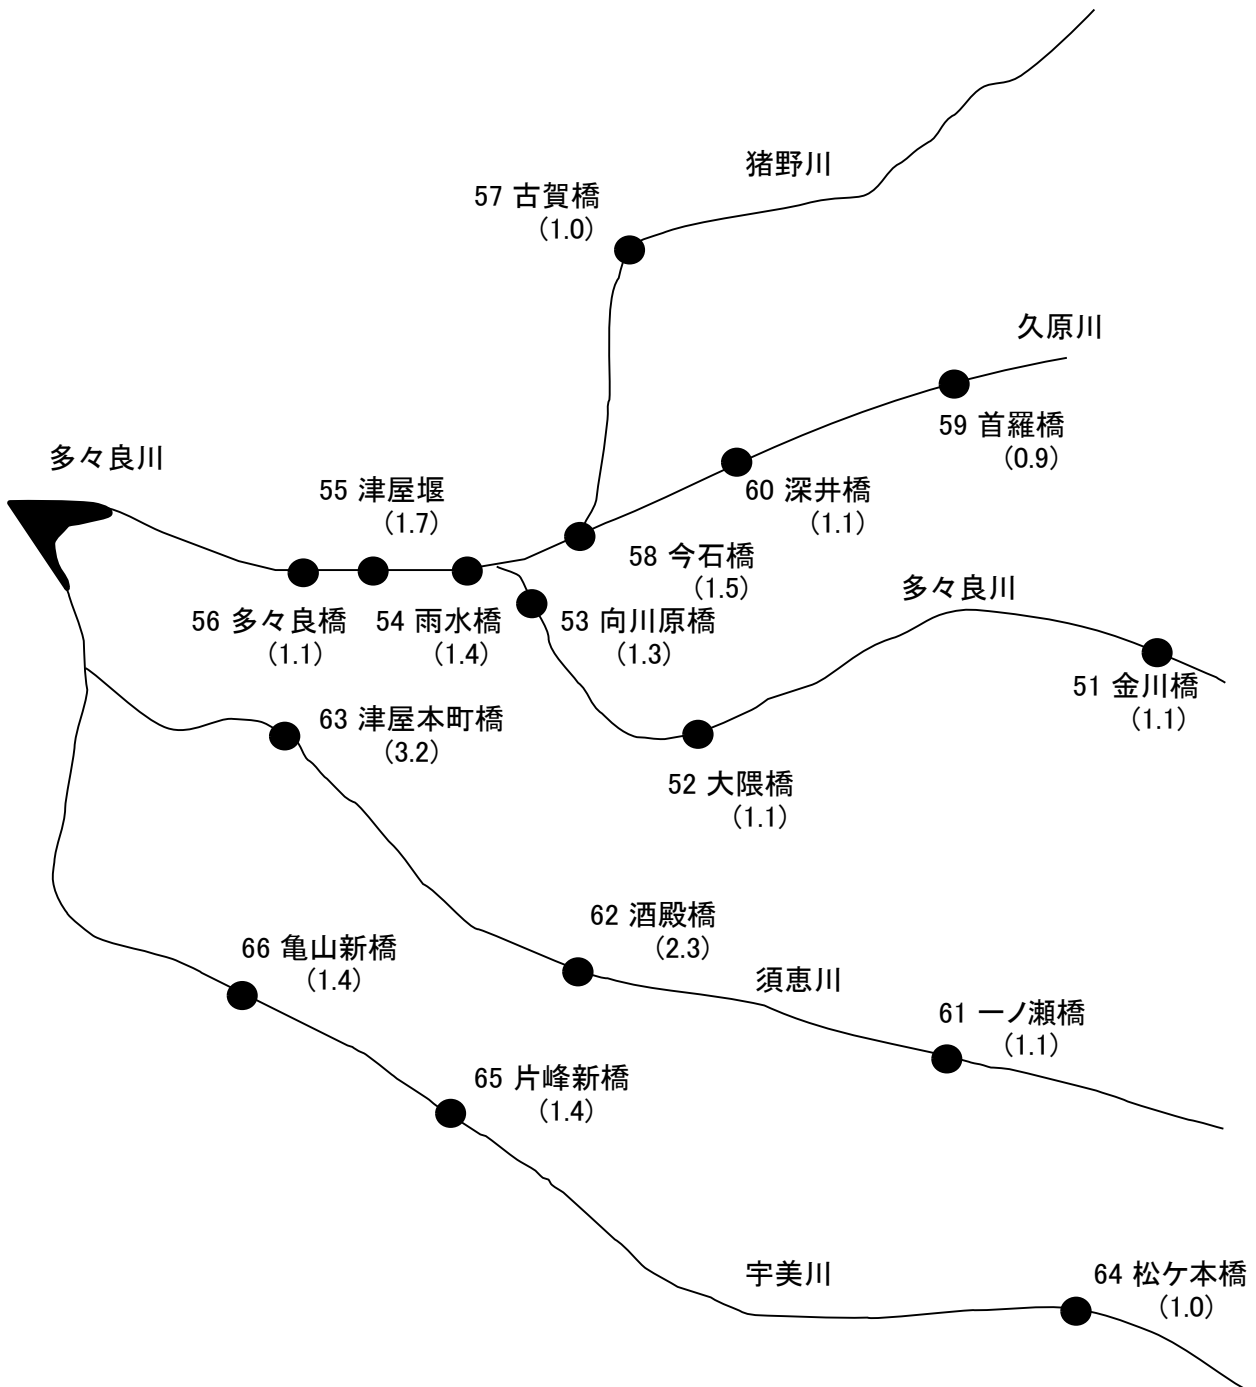 猪野川
57 古賀橋
（1.0）
久原川
59 首羅橋
（0.9）
多々良川
55 津屋堰
（1.7）
60 深井橋
（1.1）
58 今石橋
（1.5）
多々良川
56 多々良橋
（1.1）
54 雨水橋
（1.4）
53 向川原橋
（1.3）
51 金川橋
（1.1）
63 津屋本町橋
（3.2）
52 大隈橋
（1.1）
62 酒殿橋
（2.3）
66 亀山新橋
（1.4）
須恵川
61 一ノ瀬橋
（1.1）
65 片峰新橋
（1.4）
宇美川
64 松ケ本橋
（1.0）